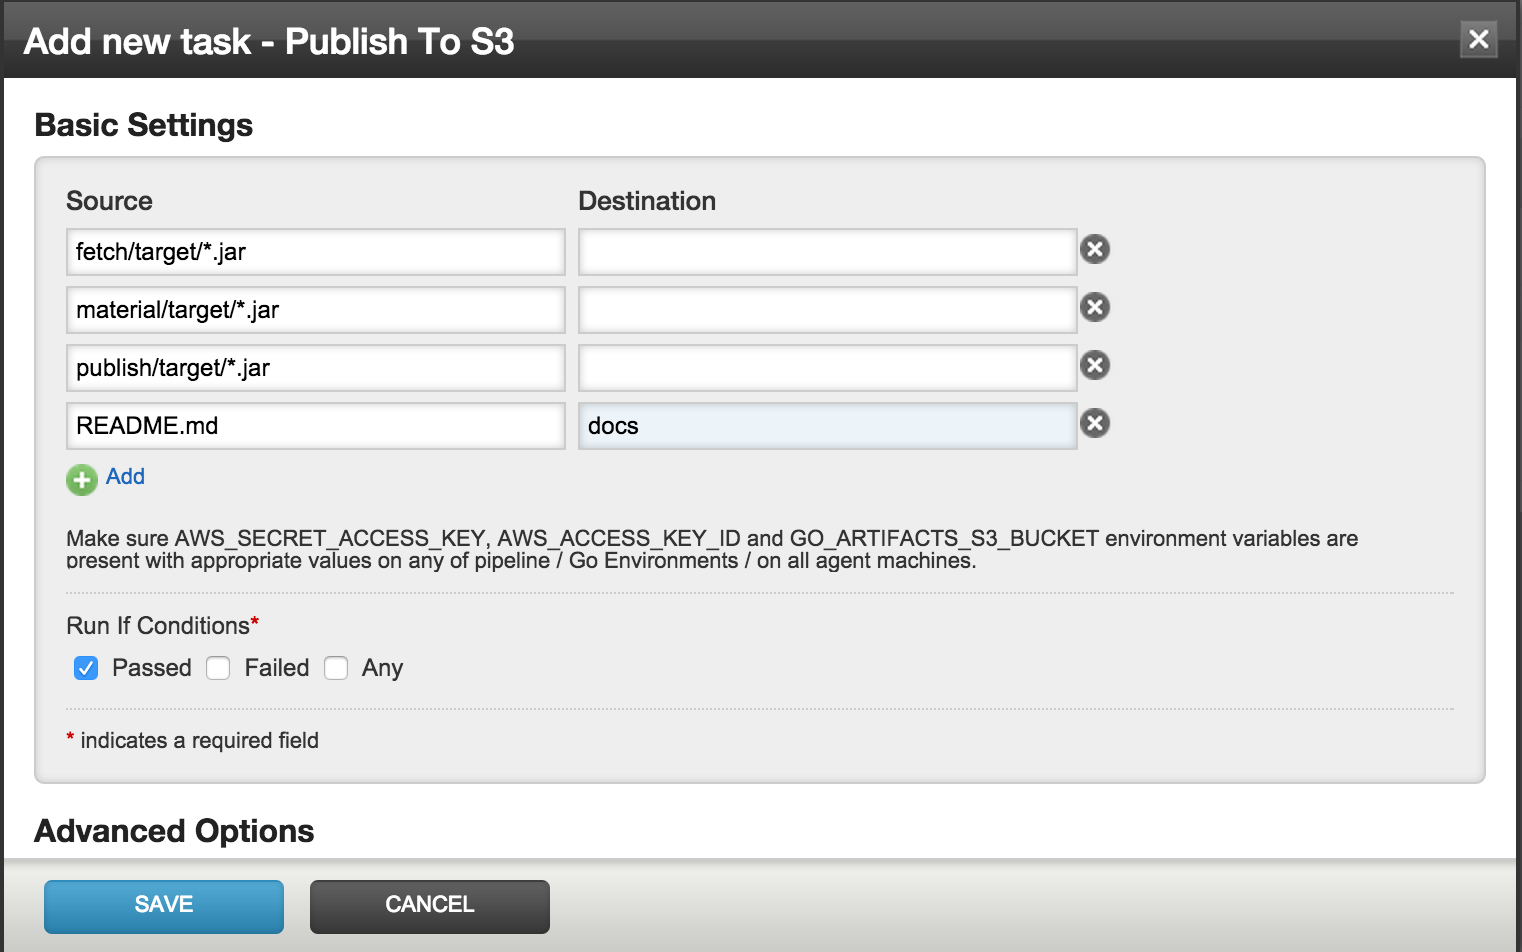 Add new task - Publish To S3
Basic Settings
Source Destination
fetch/target/*.jar
material/target/*.jar
publish/target/*.jar
README.md docs
Add
Make sure AWS_SECRET_ACCESS_KEY, AWS_ACCESS_KEY_ID and GO_ARTIFACTS_S3_BUCKET environment variables are
present with appropriate values on any of pipeline / Go Environments / on all agent machines.
Run If Conditions*
Passed Failed Any
* indicates a required field
Advanced Options
SAVE CANCEL